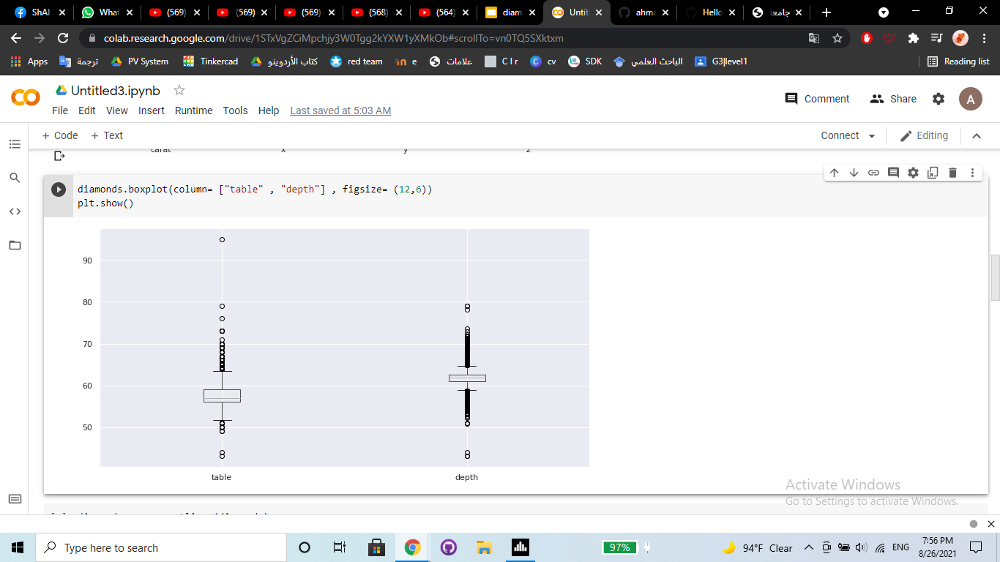 ShAI
What
(569)
(569)
(569)
(568)
(564)
diam
Untit
ahma
Hello
جامعة
colab.research.google.com/drive/1STxVgZCiMpchjy3W0Tgg2kYXW1yXMkOb#scrollTo=vn0TQ5SXktxm
Apps
ترجمة
PV System
Tinkercad
كتاب الأردوينو
red team
e
علامات
C l r
cv
SDK
الباحث العلمي
G3|level1
Reading list
Untitled3.ipynb
Comment
Share
A
File Edit View Insert Runtime Tools Help Last saved at 5:03 AM
+ Code + Text
Connect
Editing
carat x y z
diamonds.boxplot(column= ["table" , "depth"] , figsize= (12,6))
plt.show()
90
80
70
60
50
table depth
Activate Windows
Go to Settings to activate Windows.
Type here to search
97%
94°F Clear
ENG
7:56 PM
8/26/2021